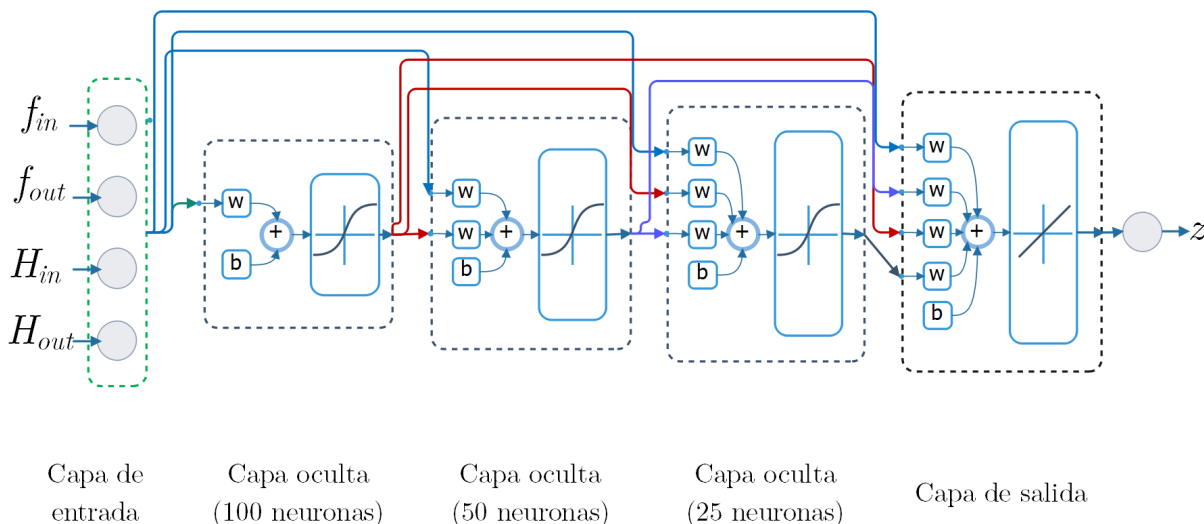 f_in
f_out
H_in
H_out
w
b
+
w
w
b
+
w
w
w
b
+
w
w
w
w
b
+
z
Capa de
entrada
Capa oculta
(100 neuronas)
Capa oculta
(50 neuronas)
Capa oculta
(25 neuronas)
Capa de salida